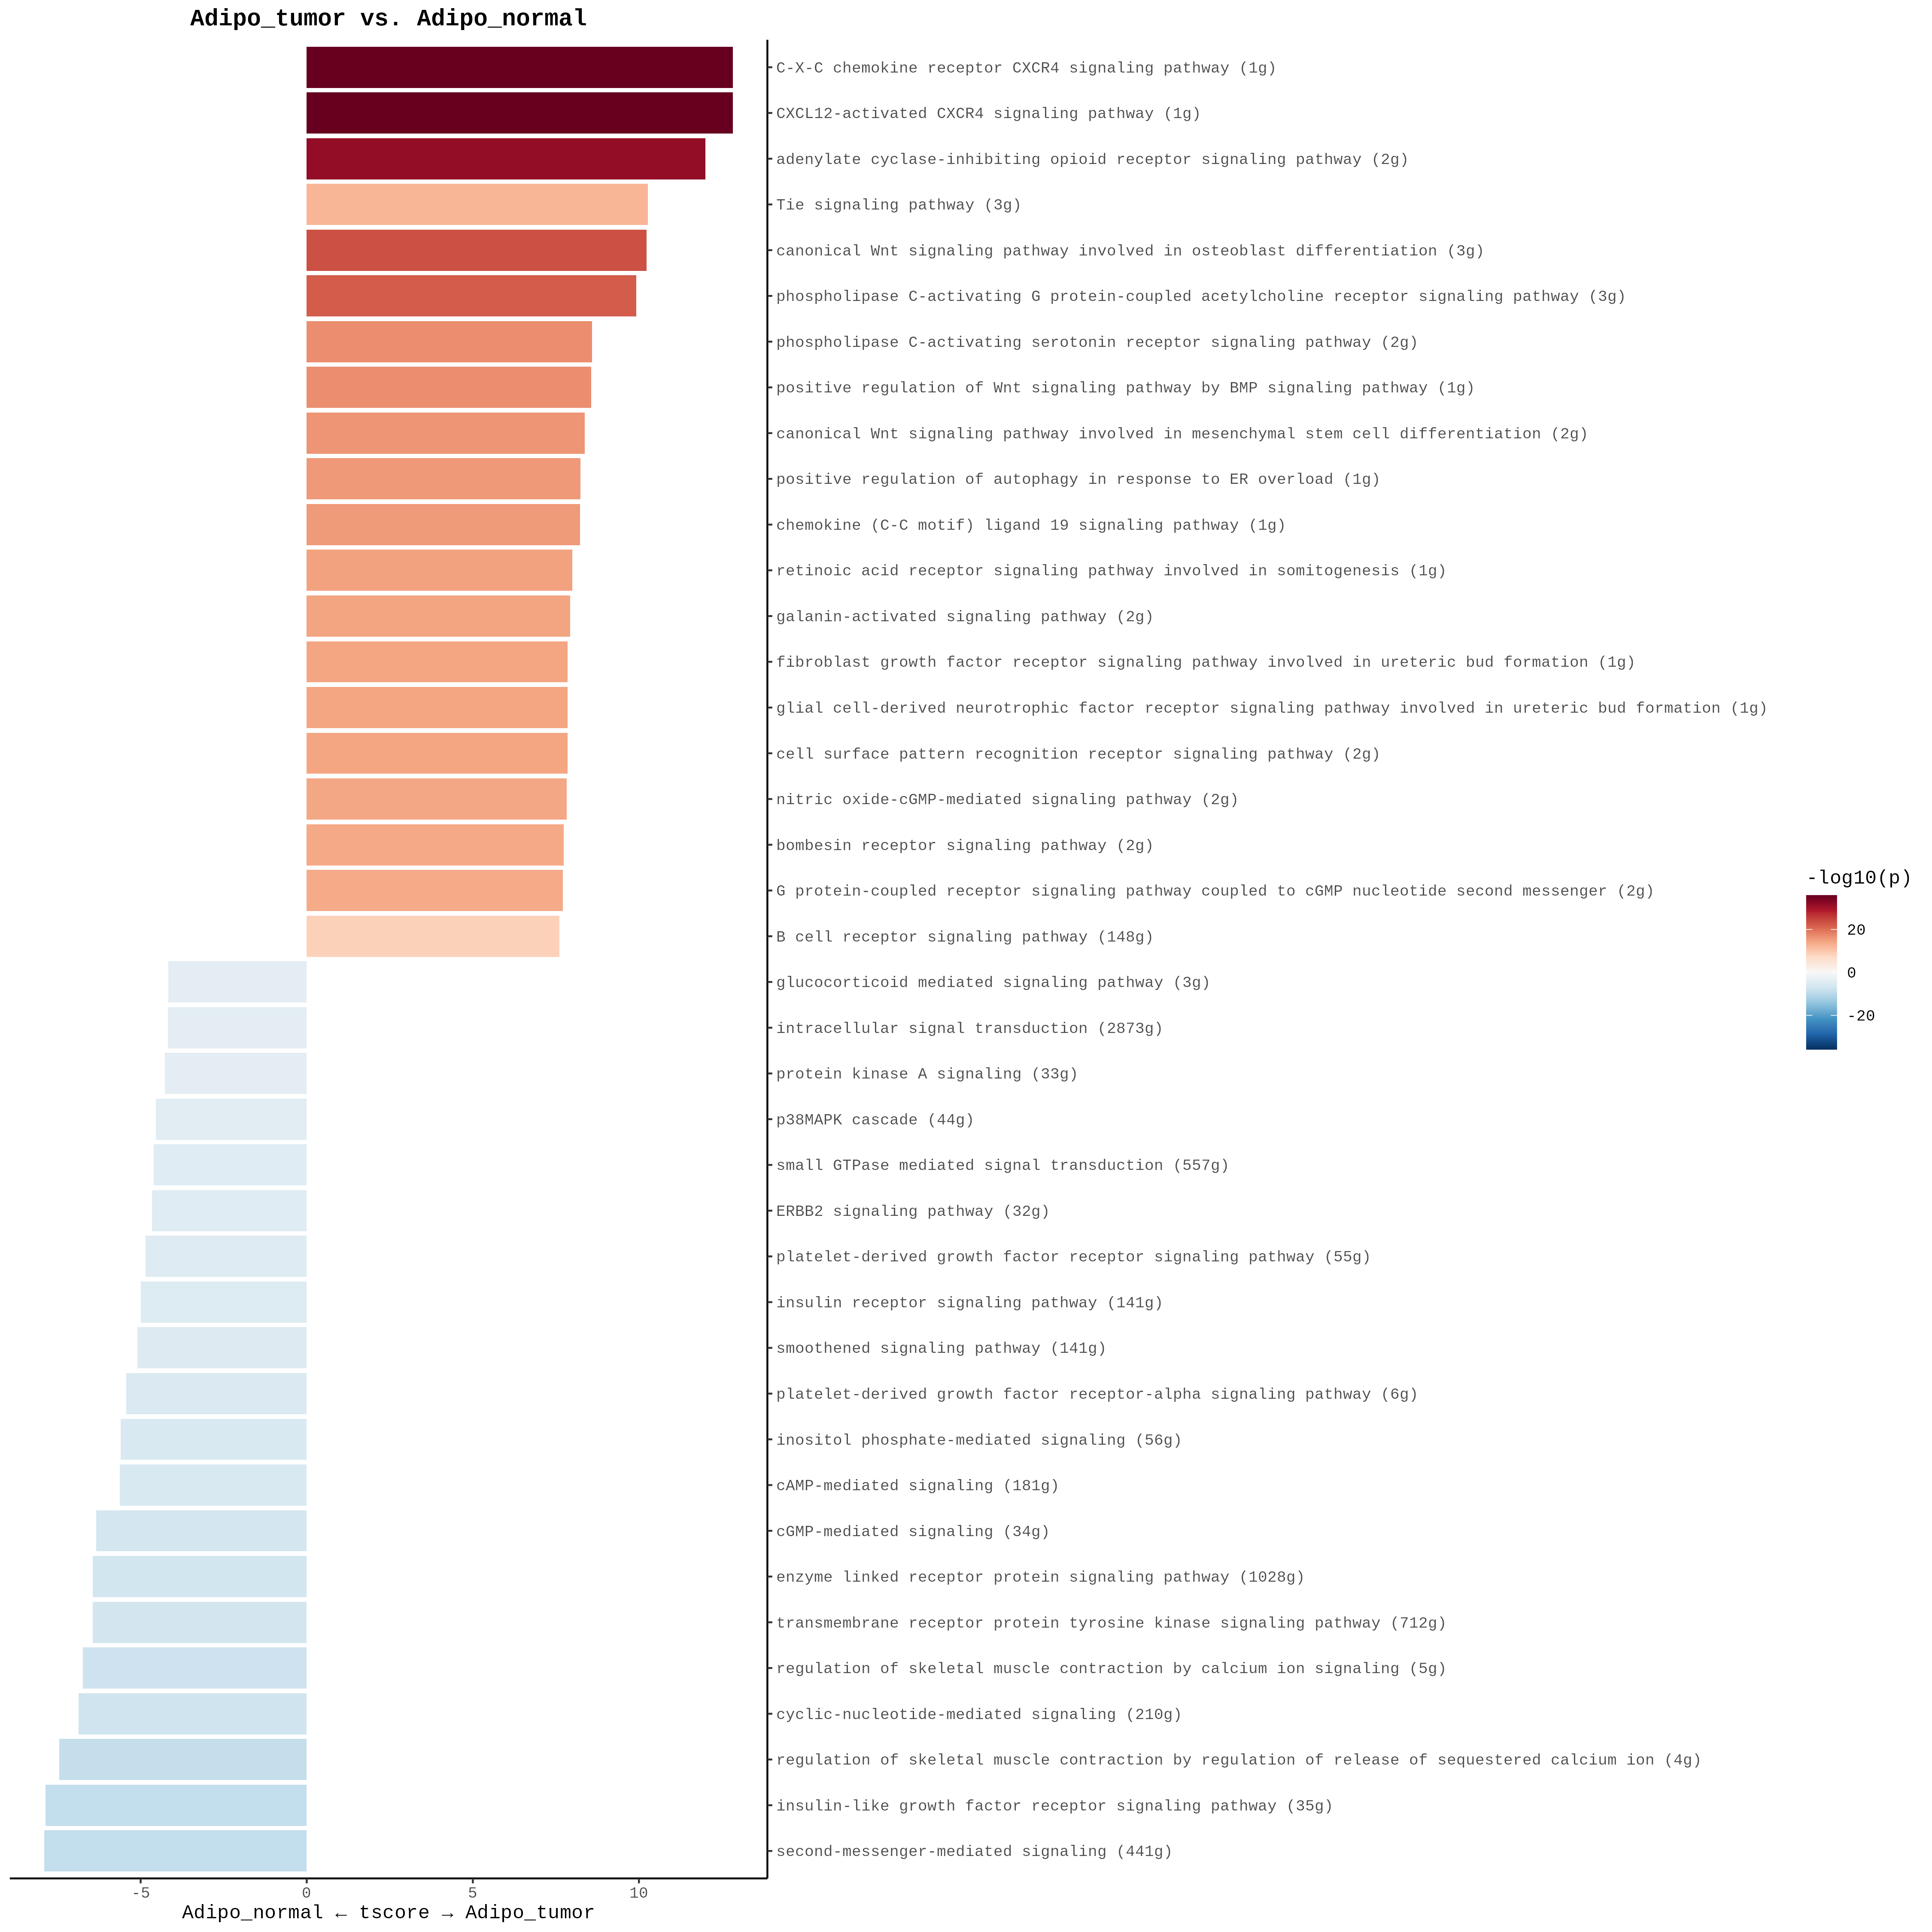 Adipo_tumor vs. Adipo_normal
C-X-C chemokine receptor CXCR4 signaling pathway (1g)
CXCL12-activated CXCR4 signaling pathway (1g)
adenylate cyclase-inhibiting opioid receptor signaling pathway (2g)
Tie signaling pathway (3g)
canonical Wnt signaling pathway involved in osteoblast differentiation (3g)
phospholipase C-activating G protein-coupled acetylcholine receptor signaling pathway (3g)
phospholipase C-activating serotonin receptor signaling pathway (2g)
positive regulation of Wnt signaling pathway by BMP signaling pathway (1g)
canonical Wnt signaling pathway involved in mesenchymal stem cell differentiation (2g)
positive regulation of autophagy in response to ER overload (1g)
chemokine (C-C motif) ligand 19 signaling pathway (1g)
retinoic acid receptor signaling pathway involved in somitogenesis (1g)
galanin-activated signaling pathway (2g)
fibroblast growth factor receptor signaling pathway involved in ureteric bud formation (1g)
glial cell-derived neurotrophic factor receptor signaling pathway involved in ureteric bud formation (1g)
cell surface pattern recognition receptor signaling pathway (2g)
nitric oxide-cGMP-mediated signaling pathway (2g)
bombesin receptor signaling pathway (2g)
G protein-coupled receptor signaling pathway coupled to cGMP nucleotide second messenger (2g)
B cell receptor signaling pathway (148g)
glucocorticoid mediated signaling pathway (3g)
intracellular signal transduction (2873g)
protein kinase A signaling (33g)
p38MAPK cascade (44g)
small GTPase mediated signal transduction (557g)
ERBB2 signaling pathway (32g)
platelet-derived growth factor receptor signaling pathway (55g)
insulin receptor signaling pathway (141g)
smoothened signaling pathway (141g)
platelet-derived growth factor receptor-alpha signaling pathway (6g)
inositol phosphate-mediated signaling (56g)
cAMP-mediated signaling (181g)
cGMP-mediated signaling (34g)
enzyme linked receptor protein signaling pathway (1028g)
transmembrane receptor protein tyrosine kinase signaling pathway (712g)
regulation of skeletal muscle contraction by calcium ion signaling (5g)
cyclic-nucleotide-mediated signaling (210g)
regulation of skeletal muscle contraction by regulation of release of sequestered calcium ion (4g)
insulin-like growth factor receptor signaling pathway (35g)
second-messenger-mediated signaling (441g)
-5 0 5 10
Adipo_normal ← tscore → Adipo_tumor
-log10(p)
20
0
-20